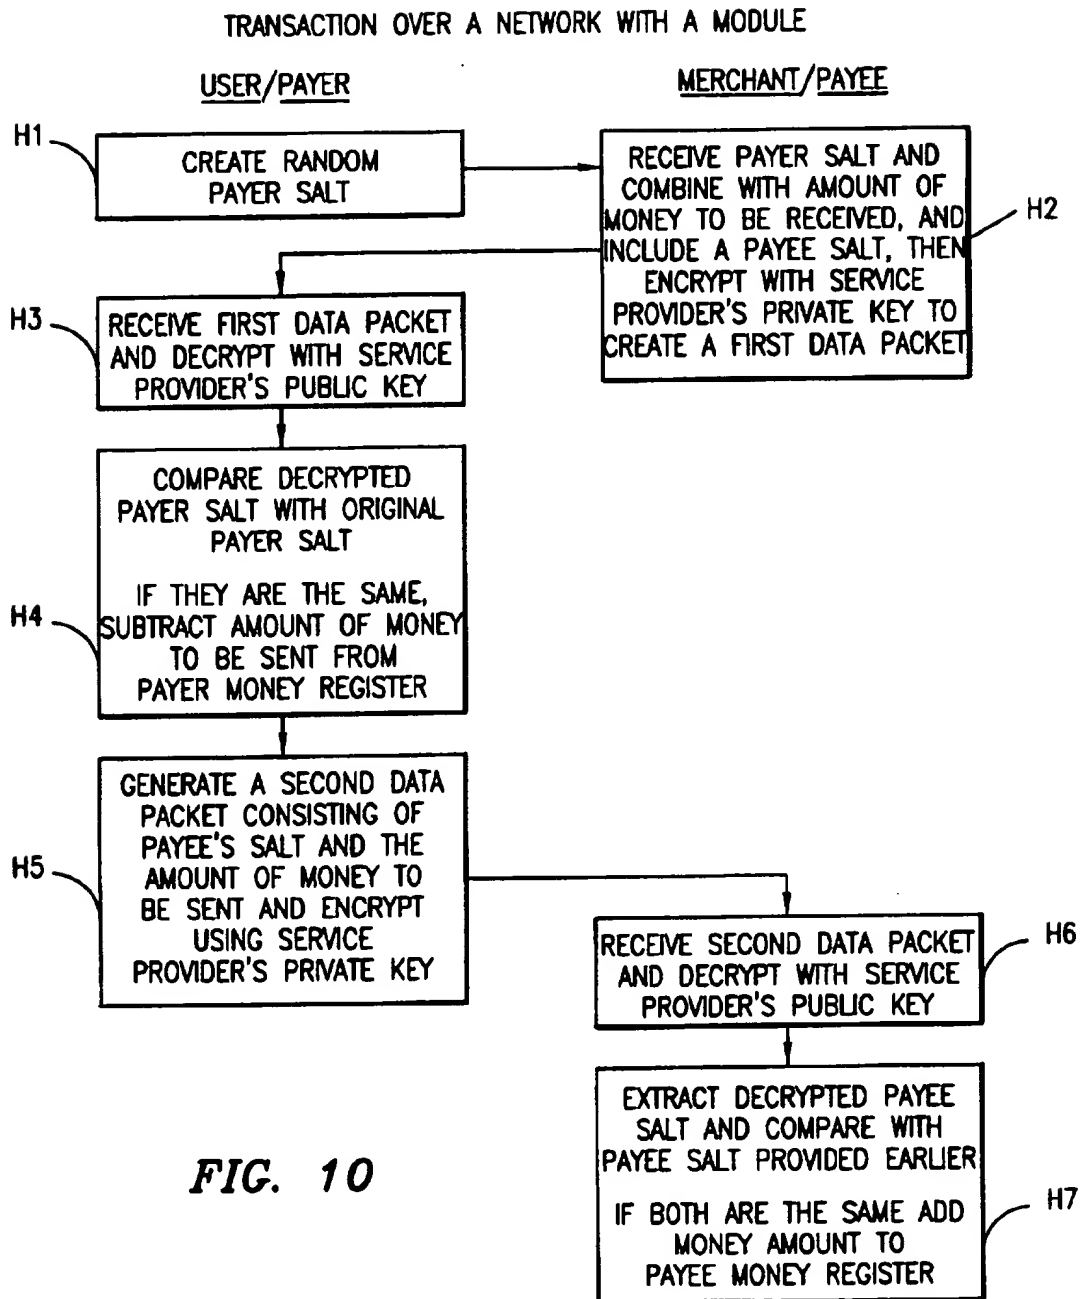 TRANSACTION OVER A NETWORK WITH A MODULE
USER/PAYER
MERCHANT/PAYEE
H1
CREATE RANDOM
PAYER SALT
RECEIVE PAYER SALT AND
COMBINE WITH AMOUNT OF
MONEY TO BE RECEIVED, AND
INCLUDE A PAYEE SALT, THEN
ENCRYPT WITH SERVICE
PROVIDER'S PRIVATE KEY TO
CREATE A FIRST DATA PACKET
H2
H3
RECEIVE FIRST DATA PACKET
AND DECRYPT WITH SERVICE
PROVIDER'S PUBLIC KEY
H4
COMPARE DECRYPTED
PAYER SALT WITH ORIGINAL
PAYER SALT
IF THEY ARE THE SAME,
SUBTRACT AMOUNT OF MONEY
TO BE SENT FROM
PAYER MONEY REGISTER
H5
GENERATE A SECOND DATA
PACKET CONSISTING OF
PAYEE'S SALT AND THE
AMOUNT OF MONEY TO
BE SENT AND ENCRYPT
USING SERVICE
PROVIDER'S PRIVATE KEY
RECEIVE SECOND DATA PACKET
AND DECRYPT WITH SERVICE
PROVIDER'S PUBLIC KEY
H6
EXTRACT DECRYPTED PAYEE
SALT AND COMPARE WITH
PAYEE SALT PROVIDED EARLIER
IF BOTH ARE THE SAME ADD
MONEY AMOUNT TO
PAYEE MONEY REGISTER
H7
FIG. 10